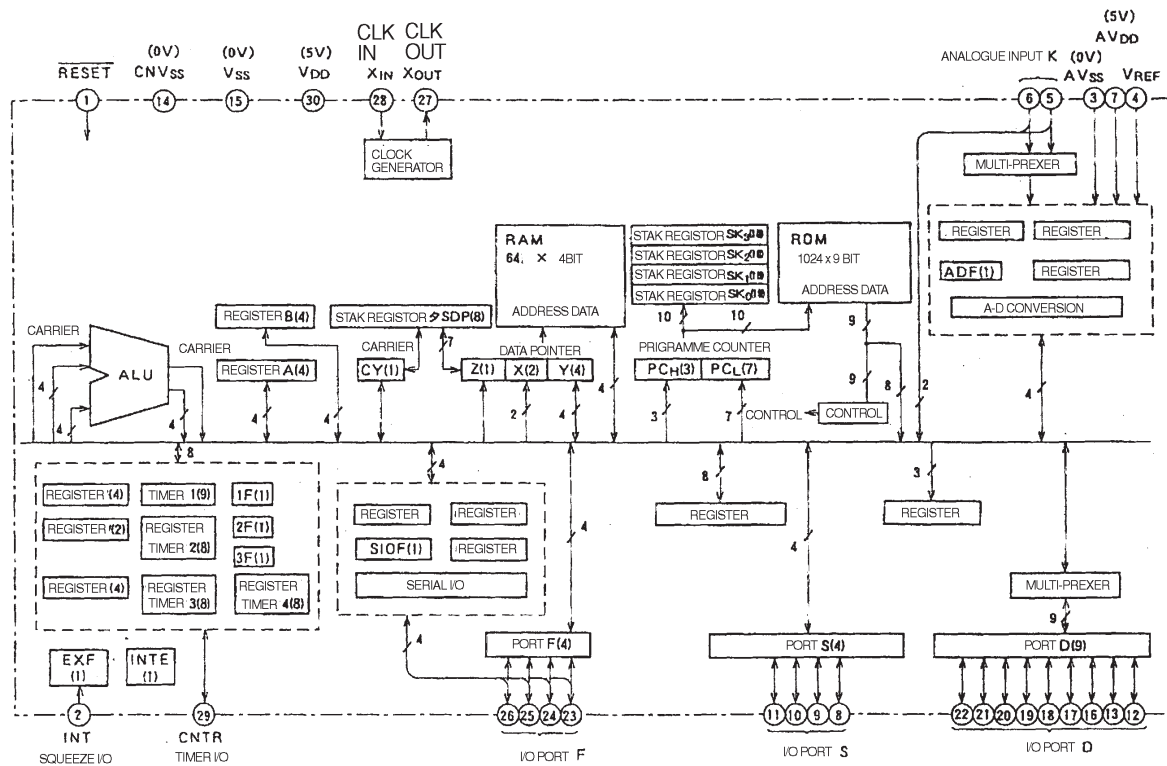 (5V)
AVDD
CLK IN
CLK OUT
(0V)
(0V)
(5V)
ANALOGUE INPUT K
(0V)
RESET
CNVSS
VSS
VDD
XIN
XOUT
AVSS
VREF
1
14
15
30
28
27
6
5
3
7
4
CLOCK
GENERATOR
MULTI-PREXER
RAM
64. × 4BIT
ADDRESS DATA
STAK REGISTOR SK3
STAK REGISTOR SK2
STAK REGISTOR SK1
STAK REGISTOR SK0
ROM
1024 x 9 BIT
ADDRESS DATA
REGISTER
REGISTER
ADF(1)
REGISTER
A-D CONVERSION
CARRIER
ALU
CARRIER
REGISTER B(4)
REGISTER A(4)
STAK REGISTOR タ SDP(8)
CARRIER
CY(1)
7
DATA POINTER
Z(1)
X(2)
Y(4)
10
10
PRIGRAMME COUNTER
PCH(3)
PCL(7)
9
9
CONTROL
CONTROL
8
2
4
4
4
4
4
4
2
4
4
3
7
8
REGISTER (4)
TIMER 1(9)
1F(1)
REGISTER (2)
REGISTER
TIMER 2(8)
2F(1)
3F(1)
REGISTER (4)
REGISTER
TIMER 3(8)
REGISTER
TIMER 4(8)
4
REGISTER
REGISTER
SIOF(1)
REGISTER
SERIAL I/O
4
4
8
REGISTER
4
3
REGISTER
MULTI-PREXER
9
EXF
(1)
INTE
(1)
PORT F(4)
PORT S(4)
PORT D(9)
2
29
26
25
24
23
11
10
9
8
22
21
20
19
18
17
16
13
12
INT
CNTR
SQUEEZE I/O
TIMER I/O
I/O PORT F
I/O PORT S
I/O PORT D